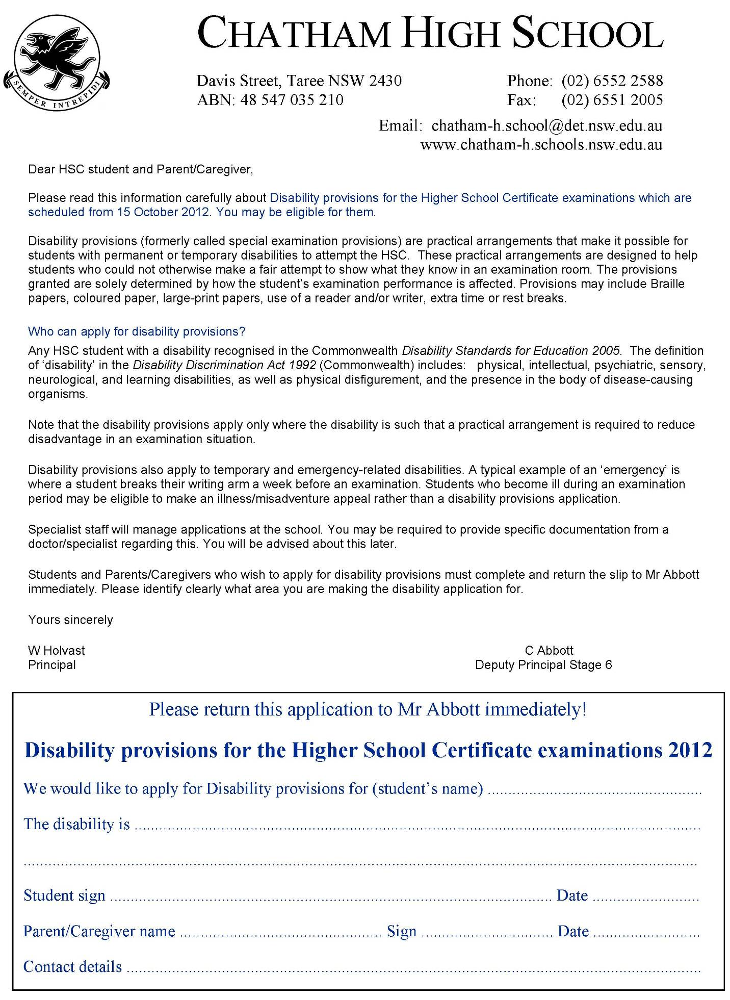 CHATHAM HIGH SCHOOL
SEMPER INTREPIDI
Davis Street, Taree NSW 2430 Phone: (02) 6552 2588
ABN: 48 547 035 210 Fax: (02) 6551 2005
Email: chatham-h.school@det.nsw.edu.au
www.chatham-h.schools.nsw.edu.au
Dear HSC student and Parent/Caregiver,
Please read this information carefully about Disability provisions for the Higher School Certificate examinations which are
scheduled from 15 October 2012. You may be eligible for them.
Disability provisions (formerly called special examination provisions) are practical arrangements that make it possible for
students with permanent or temporary disabilities to attempt the HSC. These practical arrangements are designed to help
students who could not otherwise make a fair attempt to show what they know in an examination room. The provisions
granted are solely determined by how the student's examination performance is affected. Provisions may include Braille
papers, coloured paper, large-print papers, use of a reader and/or writer, extra time or rest breaks.
Who can apply for disability provisions?
Any HSC student with a disability recognised in the Commonwealth Disability Standards for Education 2005. The definition
of 'disability' in the Disability Discrimination Act 1992 (Commonwealth) includes: physical, intellectual, psychiatric, sensory,
neurological, and learning disabilities, as well as physical disfigurement, and the presence in the body of disease-causing
organisms.
Note that the disability provisions apply only where the disability is such that a practical arrangement is required to reduce
disadvantage in an examination situation.
Disability provisions also apply to temporary and emergency-related disabilities. A typical example of an 'emergency' is
where a student breaks their writing arm a week before an examination. Students who become ill during an examination
period may be eligible to make an illness/misadventure appeal rather than a disability provisions application.
Specialist staff will manage applications at the school. You may be required to provide specific documentation from a
doctor/specialist regarding this. You will be advised about this later.
Students and Parents/Caregivers who wish to apply for disability provisions must complete and return the slip to Mr Abbott
immediately. Please identify clearly what area you are making the disability application for.
Yours sincerely
W Holvast C Abbott
Principal Deputy Principal Stage 6
Please return this application to Mr Abbott immediately!
Disability provisions for the Higher School Certificate examinations 2012
We would like to apply for Disability provisions for (student's name) ....................................................
The disability is ..........................................................................................................................................
....................................................................................................................................................................
Student sign ............................................................................................................ Date ..........................
Parent/Caregiver name ................................................. Sign ................................ Date ..........................
Contact details ............................................................................................................................................